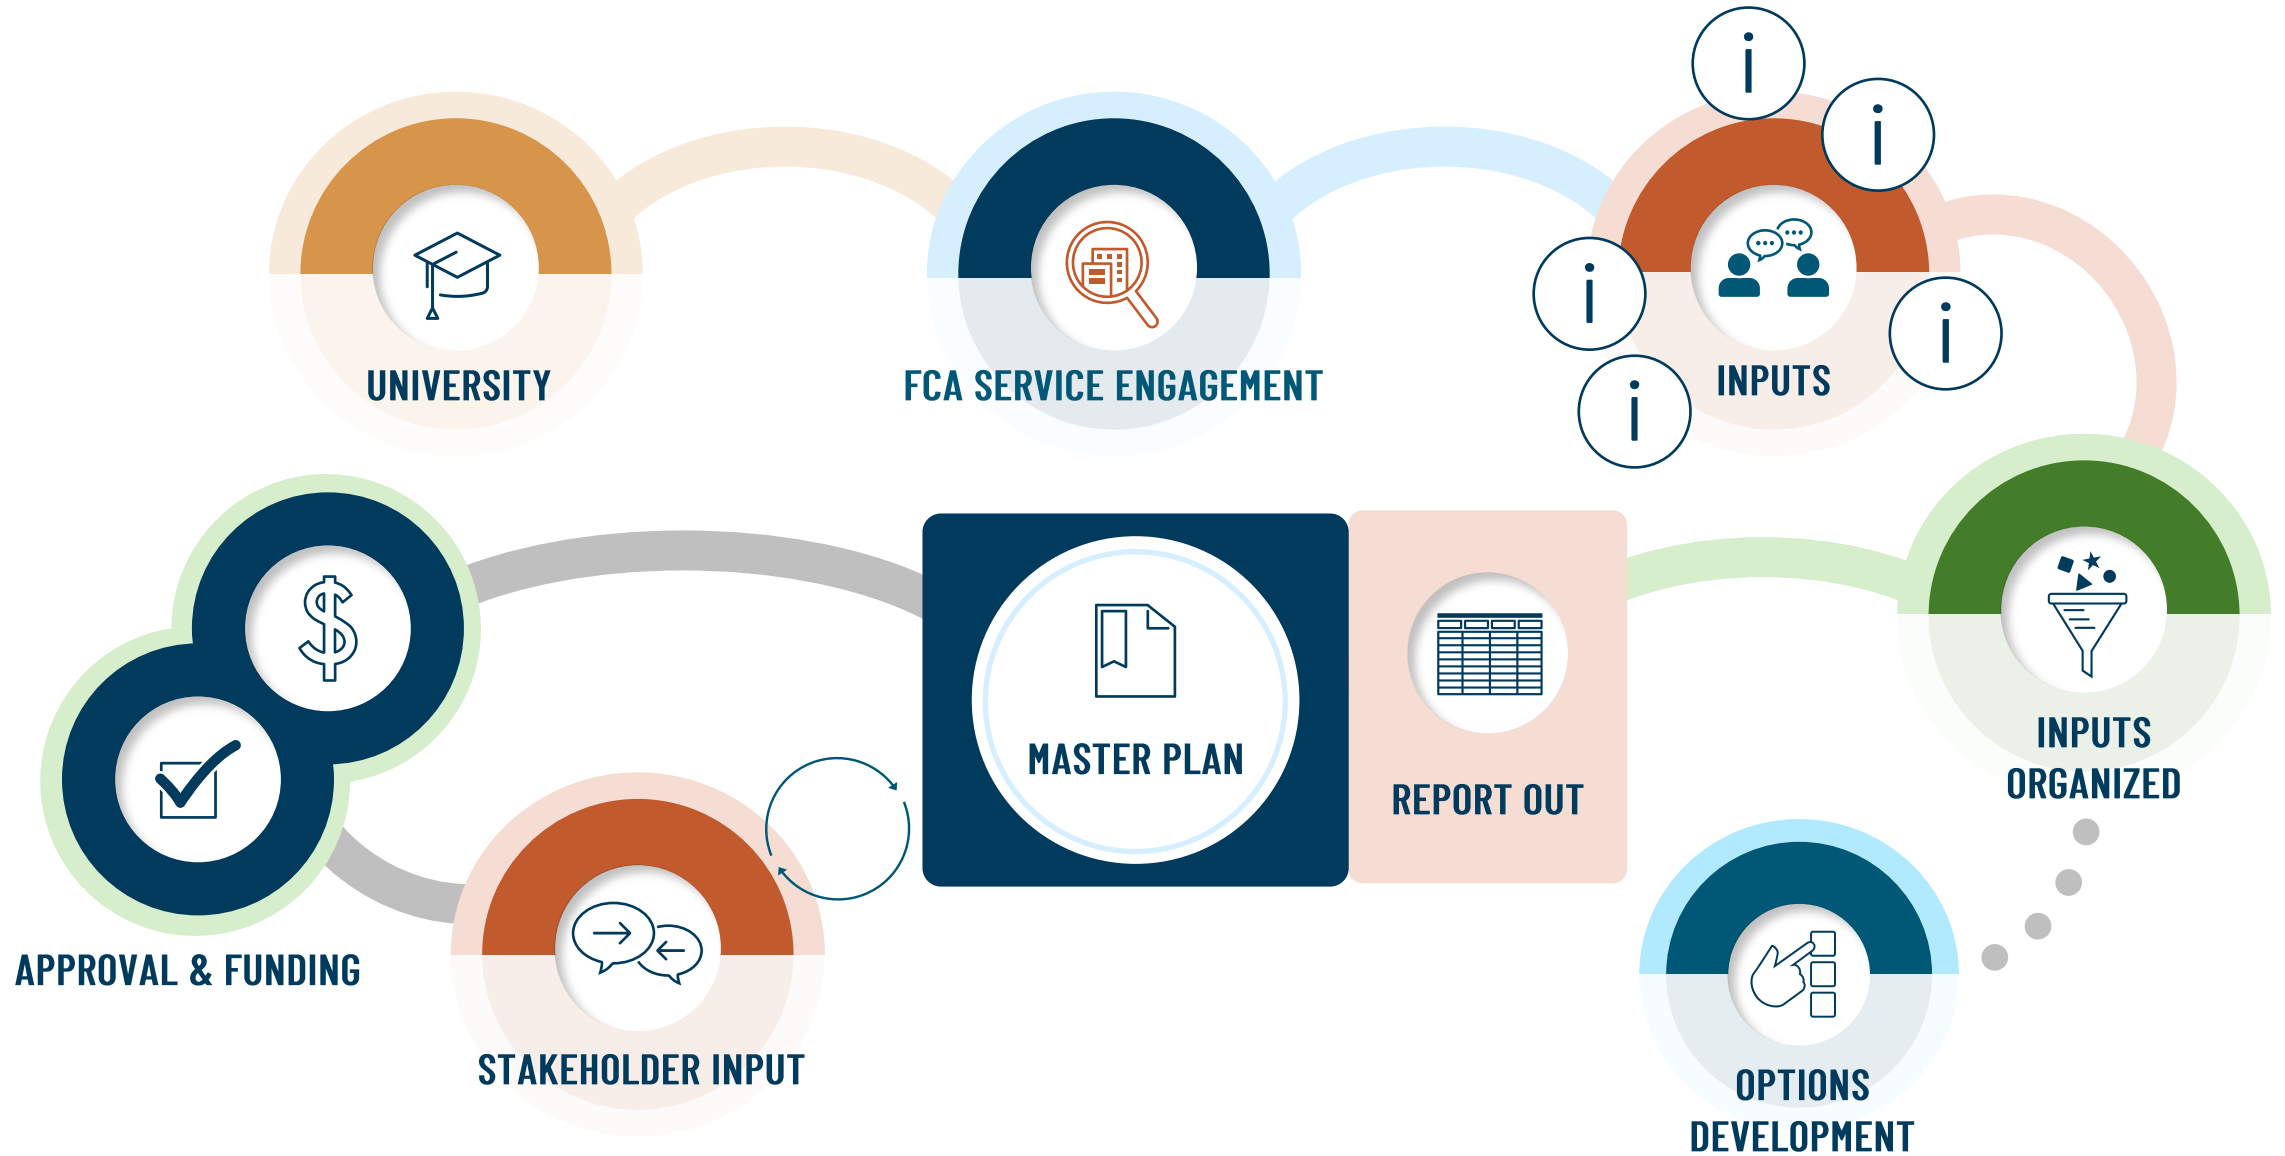 i
i
UNIVERSITY
FCA SERVICE ENGAGEMENT
INPUTS
i
i
i
MASTER PLAN
REPORT OUT
INPUTS
ORGANIZED
APPROVAL & FUNDING
STAKEHOLDER INPUT
OPTIONS
DEVELOPMENT